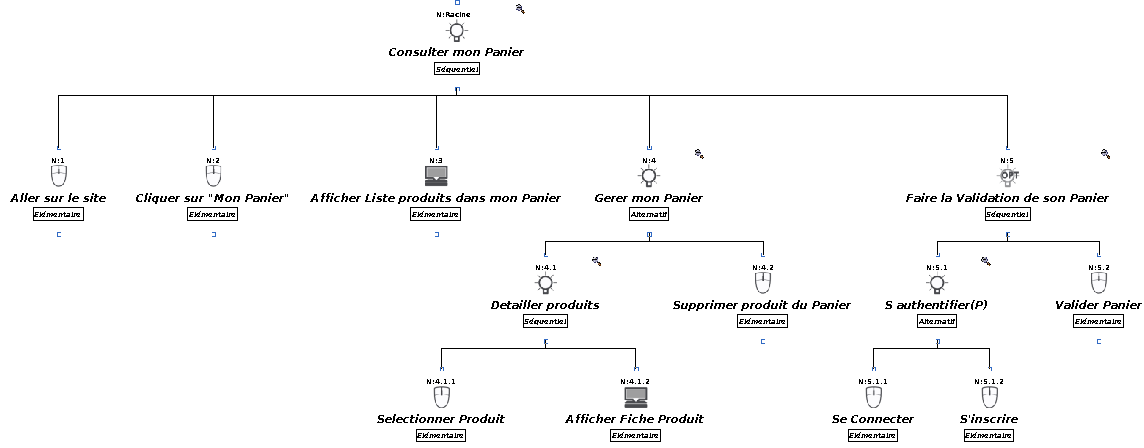 N:Racine
Consulter mon Panier
Séquentiel
N:1
Aller sur le site
Elémentaire
N:2
Cliquer sur "Mon Panier"
Elémentaire
N:3
Afficher Liste produits dans mon Panier
Elémentaire
N:4
Gerer mon Panier
Alternatif
N:5
OPT
Faire la Validation de son Panier
Séquentiel
N:4.1
Detailler produits
Séquentiel
N:4.2
Supprimer produit du Panier
Elémentaire
N:5.1
S authentifier(P)
Alternatif
N:5.2
Valider Panier
Elémentaire
N:4.1.1
Selectionner Produit
Elémentaire
N:4.1.2
Afficher Fiche Produit
Elémentaire
N:5.1.1
Se Connecter
Elémentaire
N:5.1.2
S'inscrire
Elémentaire